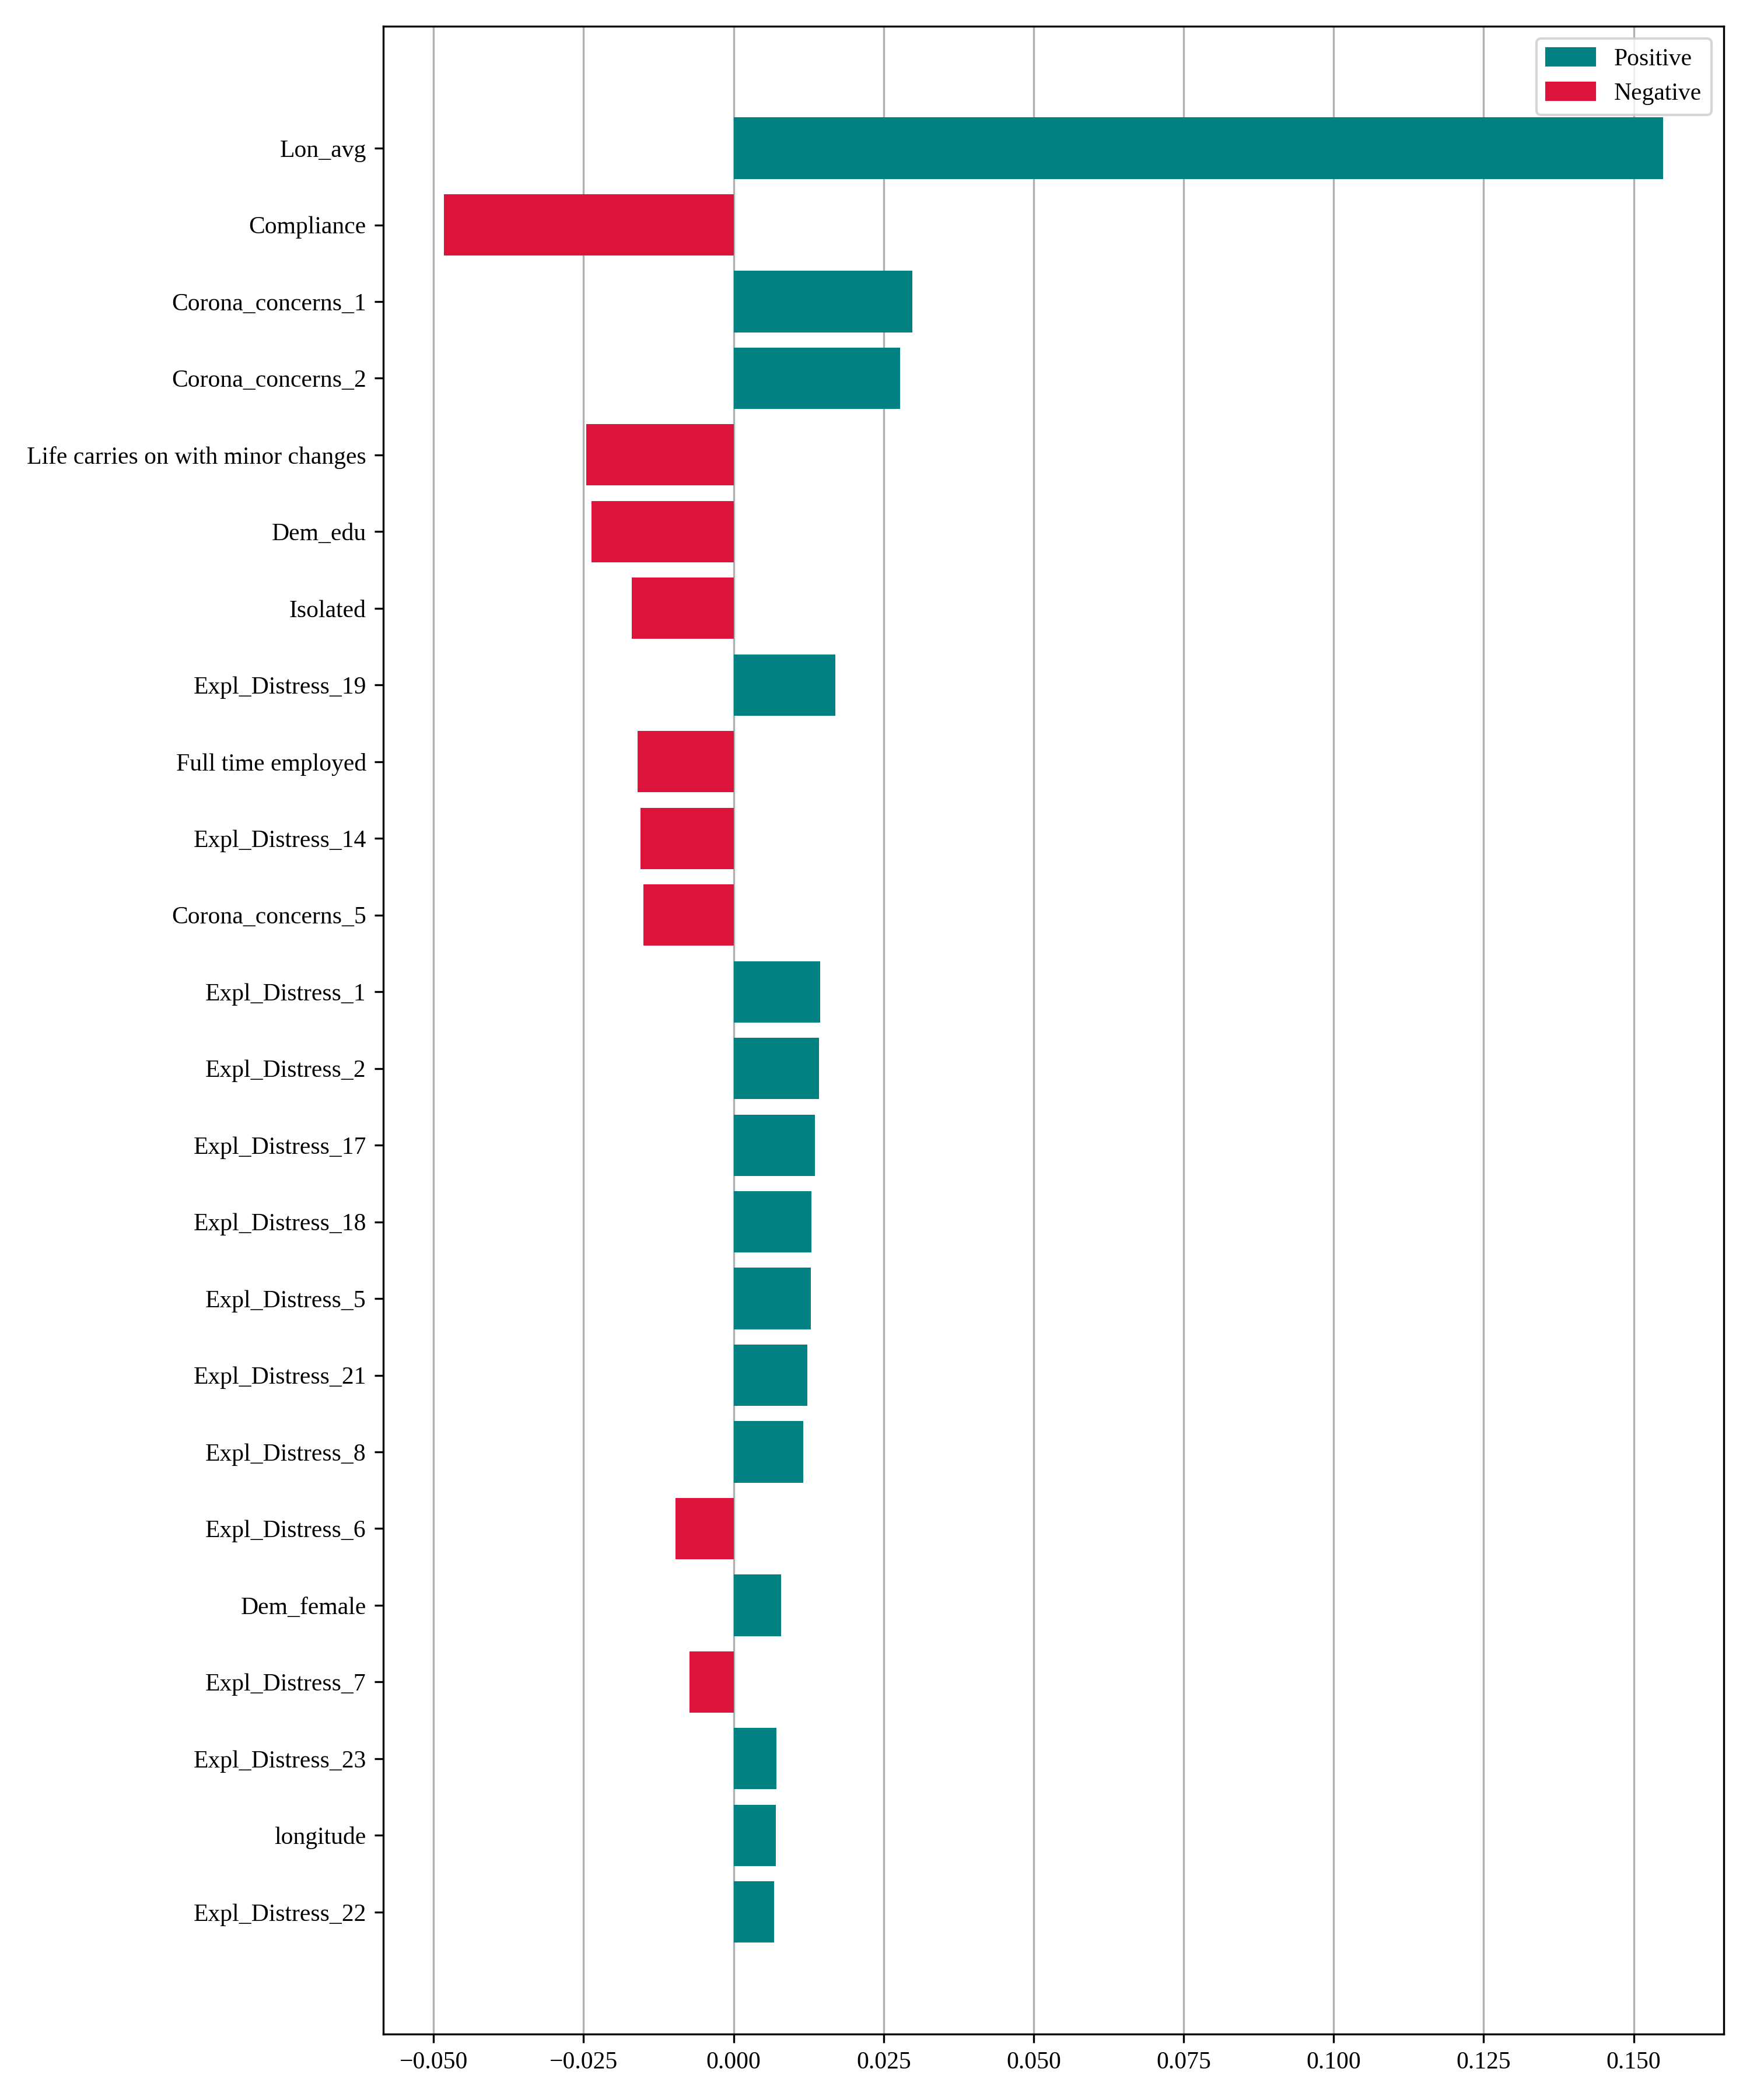 Positive
Negative
Lon_avg
Compliance
Corona_concerns_1
Corona_concerns_2
Life carries on with minor changes
Dem_edu
Isolated
Expl_Distress_19
Full time employed
Expl_Distress_14
Corona_concerns_5
Expl_Distress_1
Expl_Distress_2
Expl_Distress_17
Expl_Distress_18
Expl_Distress_5
Expl_Distress_21
Expl_Distress_8
Expl_Distress_6
Dem_female
Expl_Distress_7
Expl_Distress_23
longitude
Expl_Distress_22
−0.050 −0.025 0.000 0.025 0.050 0.075 0.100 0.125 0.150